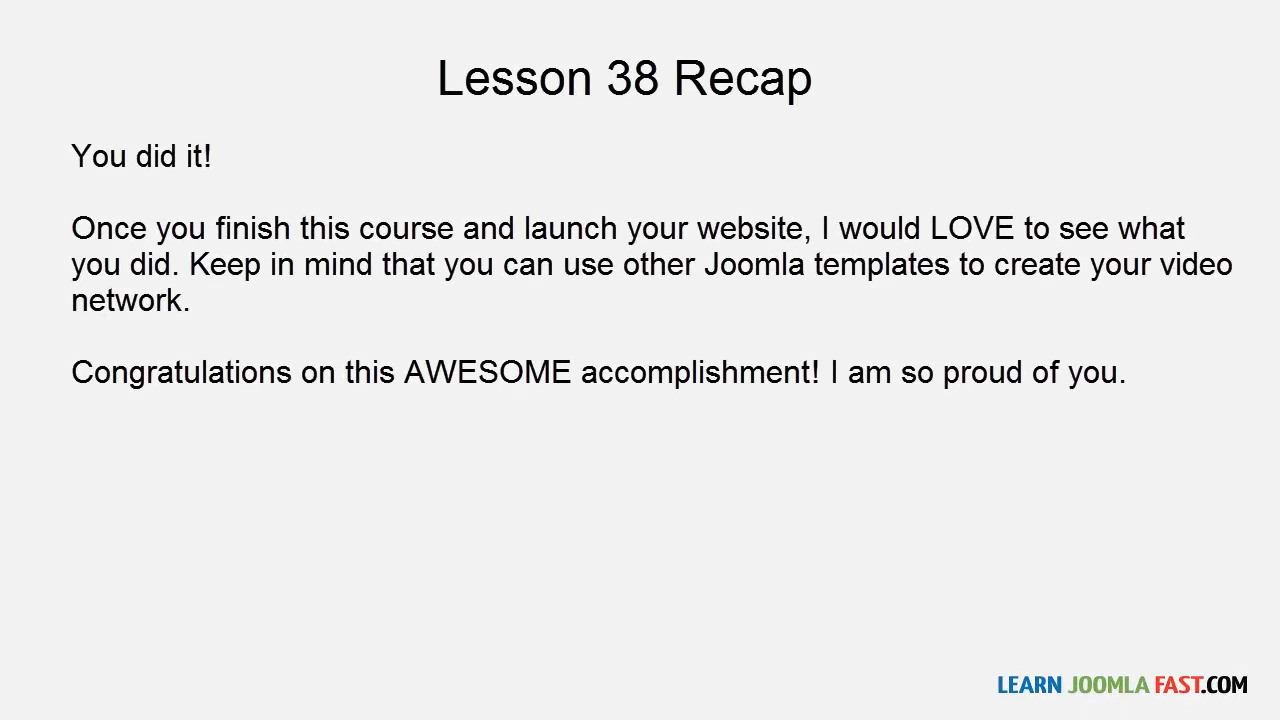 Lesson 38 Recap
You did it!
Once you finish this course and launch your website, I would LOVE to see what
you did. Keep in mind that you can use other Joomla templates to create your video
network.
Congratulations on this AWESOME accomplishment! I am so proud of you.
LEARN JOOMLA FAST.COM